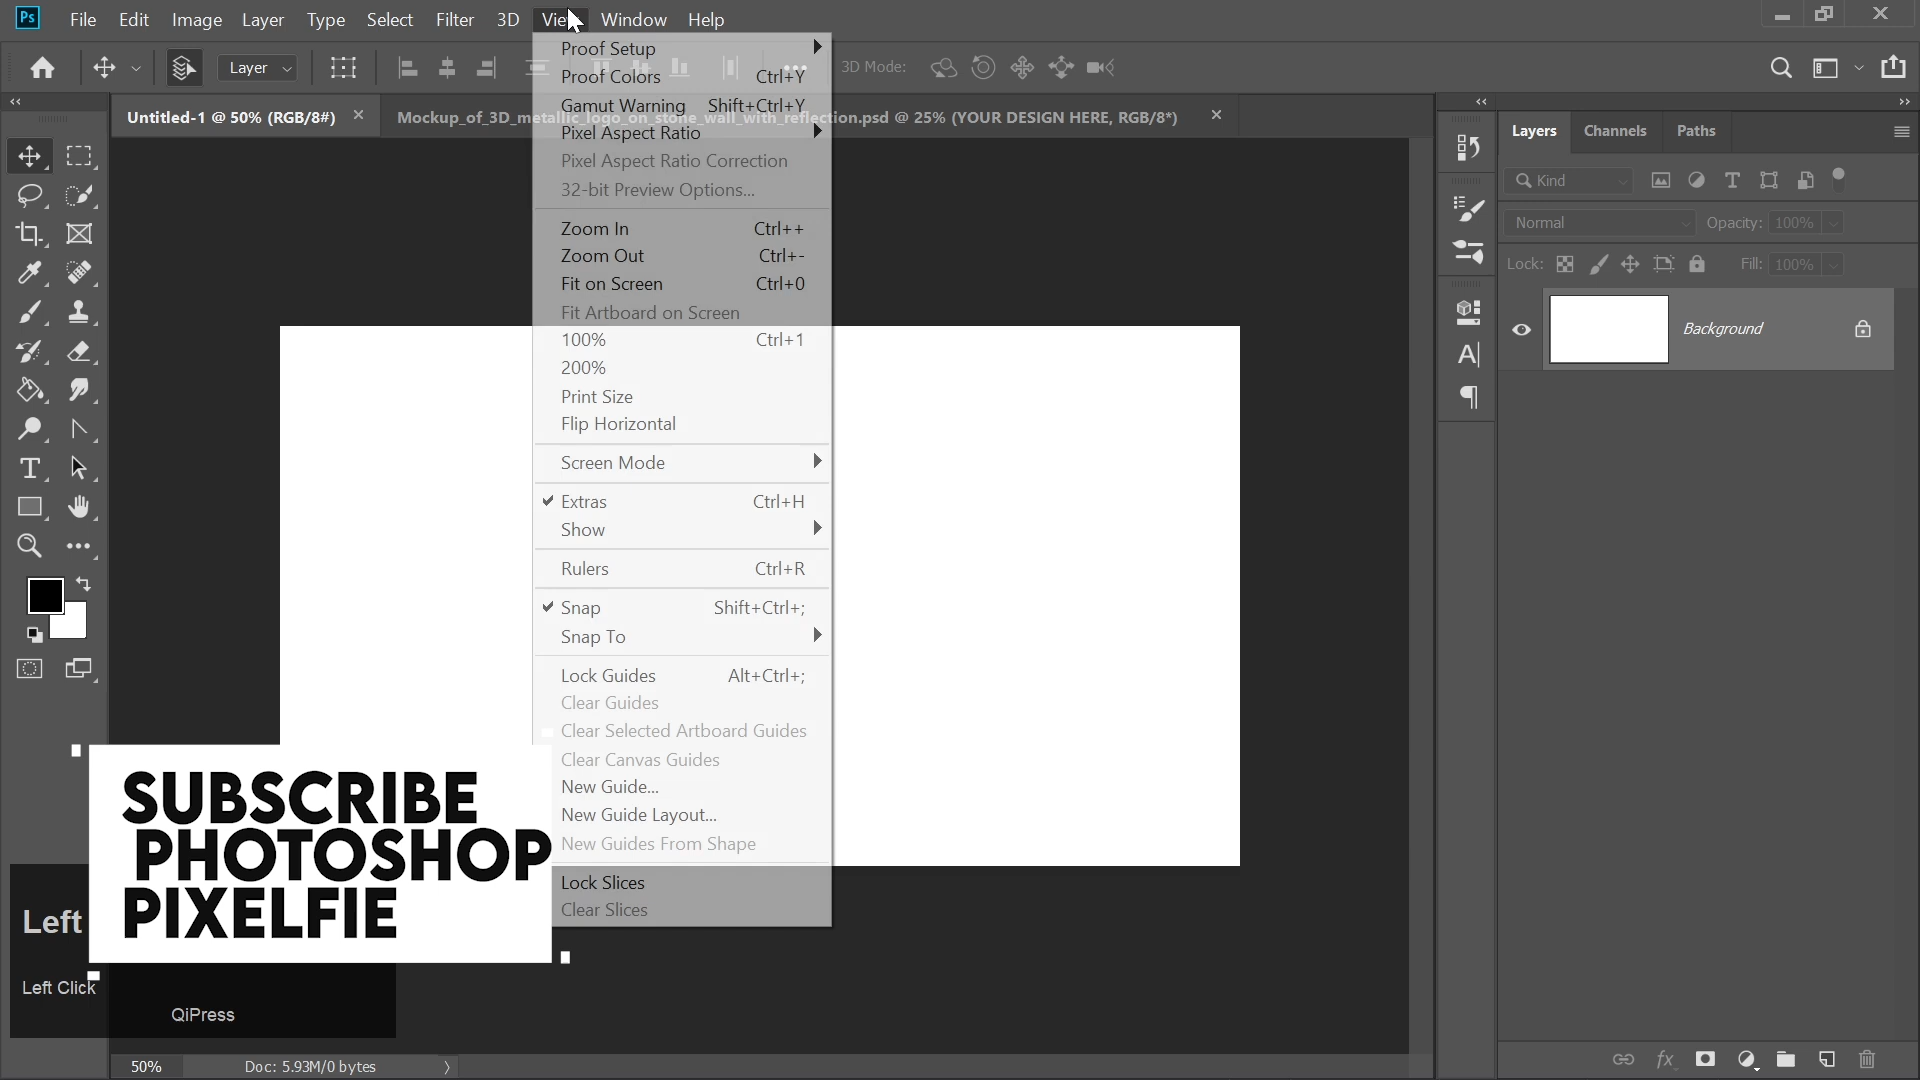 Ps File Edit Image Layer Type Select Filter 3D View Window Help
Layer 3D Mode:
Untitled-1 @ 50% (RGB/8#)
Mockup_of_3D_metallic_logo_on_stone_wall_with_reflection.psd @ 25% (YOUR DESIGN HERE, RGB/8*)
Proof Setup
Proof Colors Ctrl+Y
Gamut Warning Shift+Ctrl+Y
Pixel Aspect Ratio
Pixel Aspect Ratio Correction
32-bit Preview Options...
Zoom In Ctrl++
Zoom Out Ctrl+-
Fit on Screen Ctrl+0
Fit Artboard on Screen
100% Ctrl+1
200%
Print Size
Flip Horizontal
Screen Mode
Extras Ctrl+H
Show
Rulers Ctrl+R
Snap Shift+Ctrl+;
Snap To
Lock Guides Alt+Ctrl+;
Clear Guides
Clear Selected Artboard Guides
Clear Canvas Guides
New Guide...
New Guide Layout...
New Guides From Shape
Lock Slices
Clear Slices
Layers Channels Paths
Kind
Normal Opacity: 100%
Lock: Fill: 100%
Background
SUBSCRIBE
PHOTOSHOP
PIXELFIE
Left
Left Click
QiPress
50% Doc: 5.93M/0 bytes